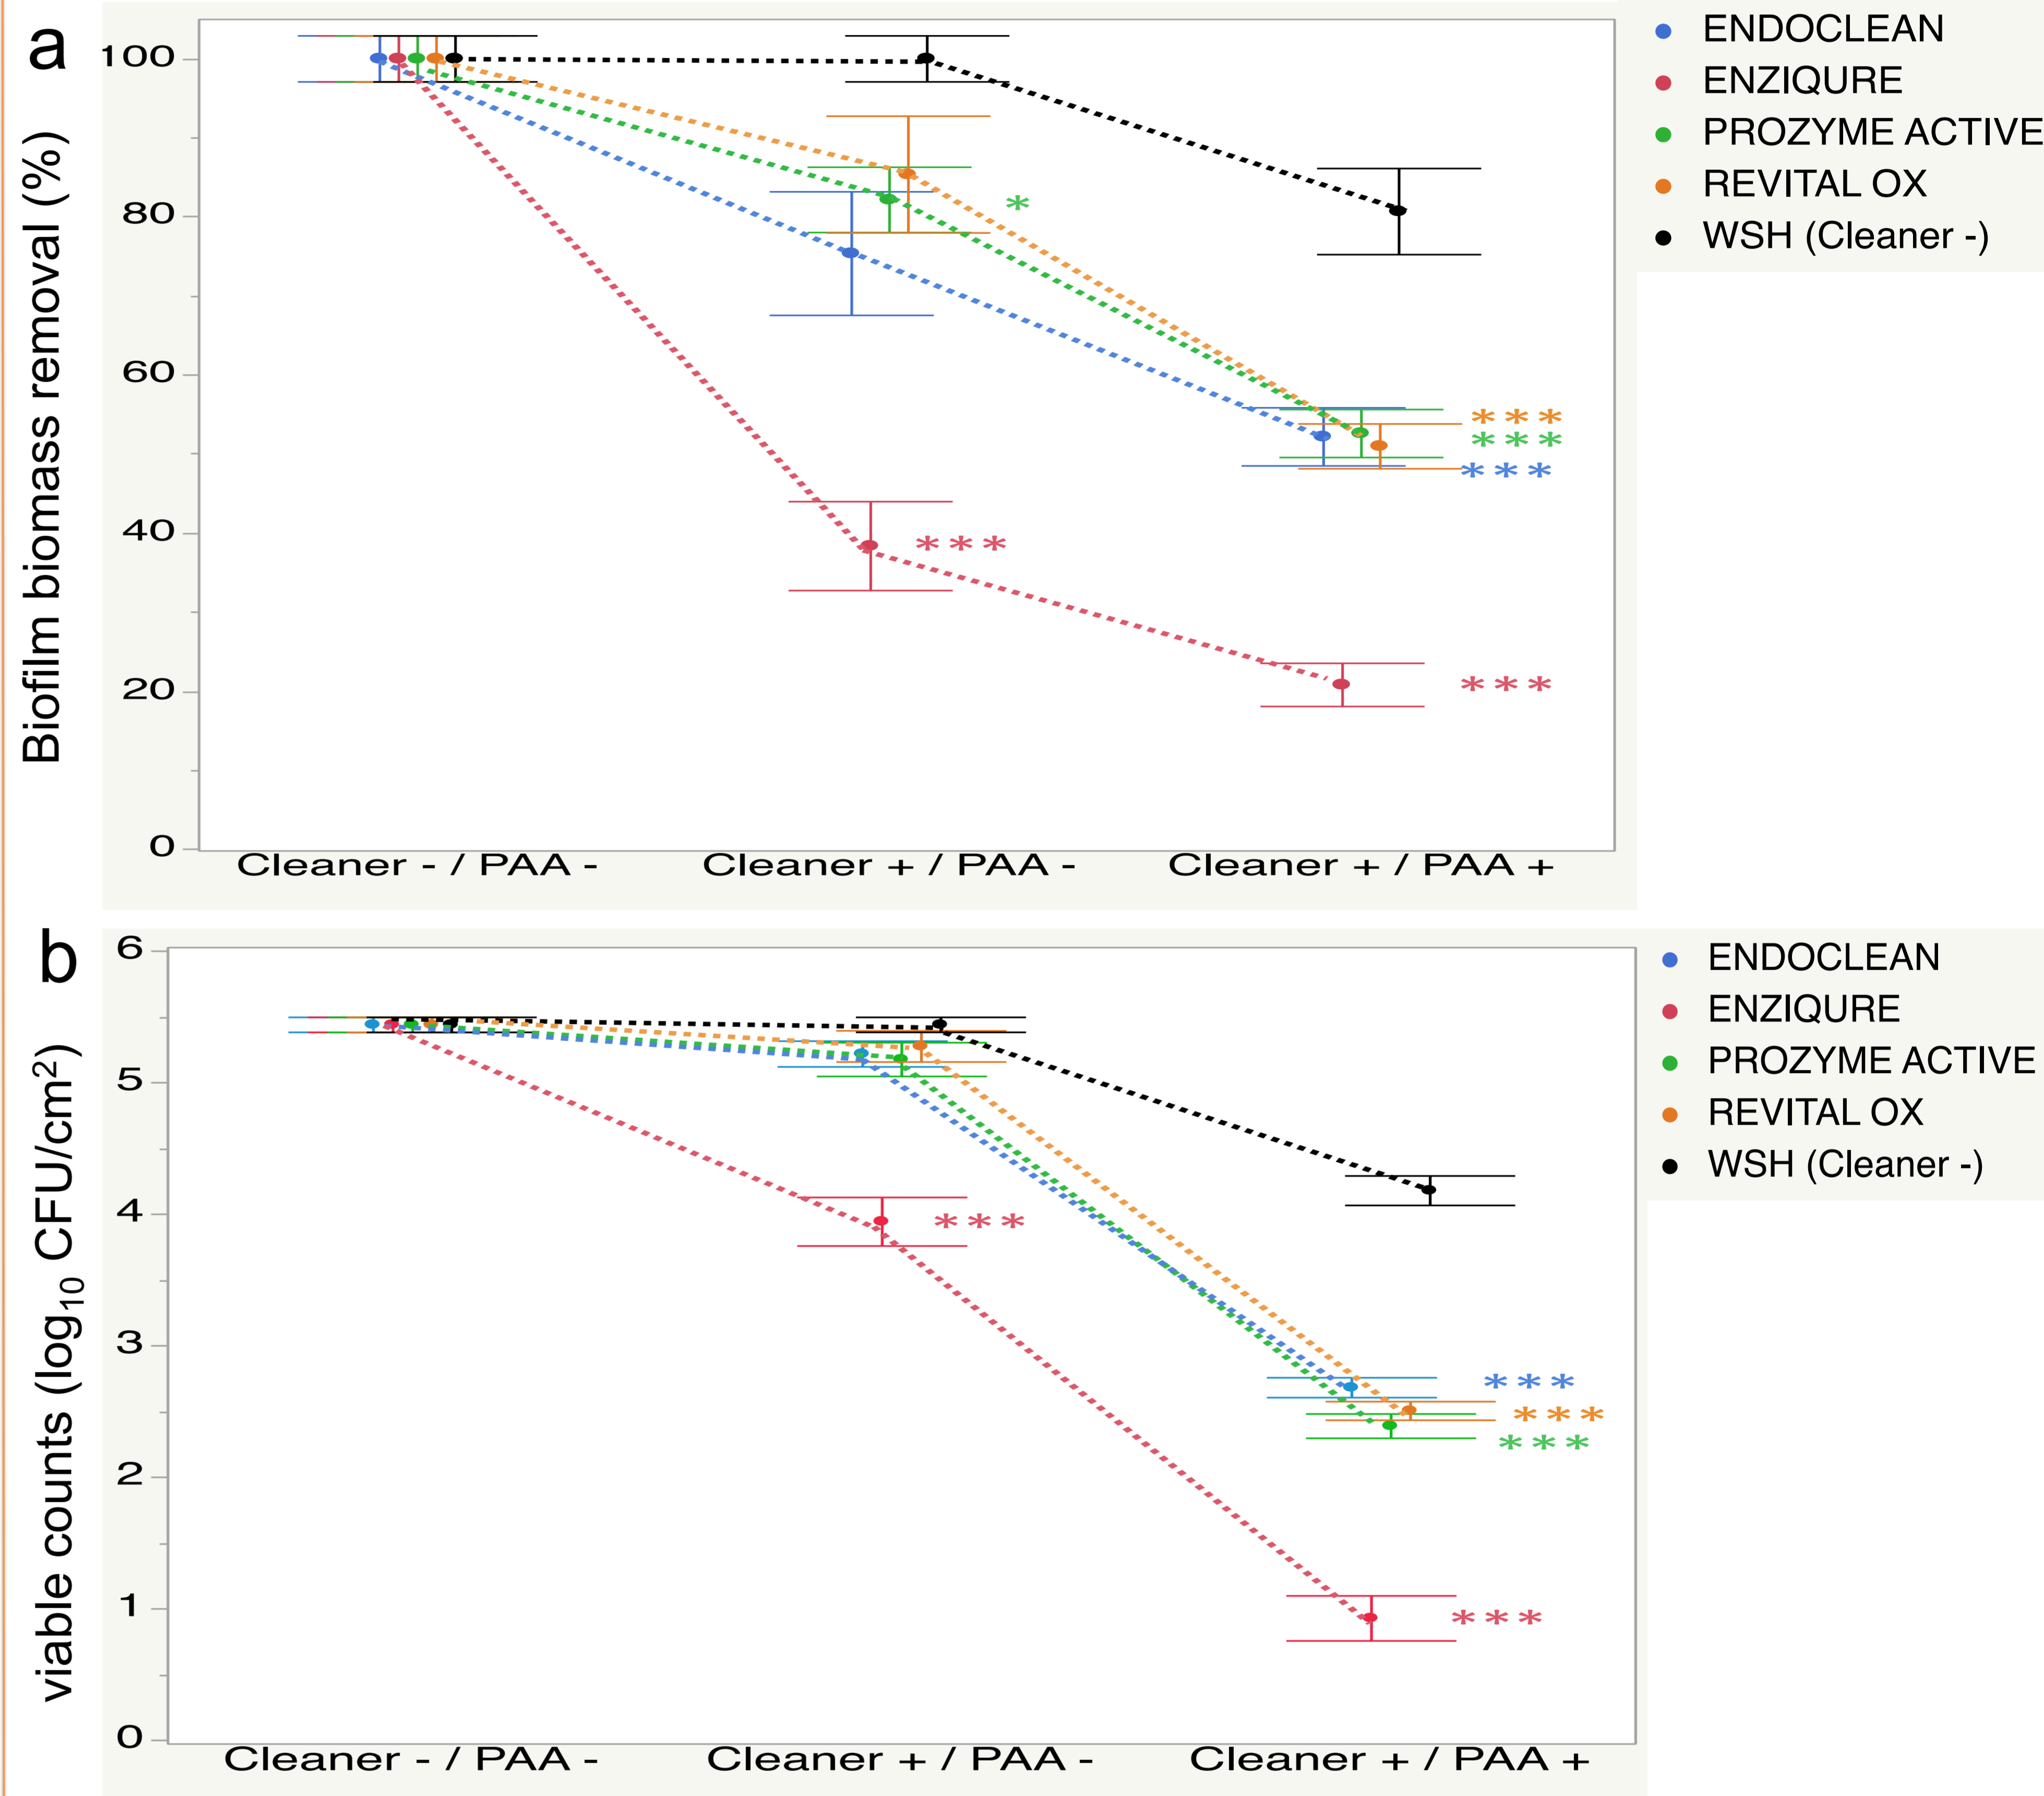 a
Biofilm biomass removal (%)
100
80
60
40
20
0
*
***
***
***
***
***
Cleaner - / PAA -
Cleaner + / PAA -
Cleaner + / PAA +
ENDOCLEAN
ENZIQURE
PROZYME ACTIVE
REVITAL OX
WSH (Cleaner -)
b
viable counts (log10 CFU/cm2)
6
5
4
3
2
1
0
***
***
***
***
***
Cleaner - / PAA -
Cleaner + / PAA -
Cleaner + / PAA +
ENDOCLEAN
ENZIQURE
PROZYME ACTIVE
REVITAL OX
WSH (Cleaner -)